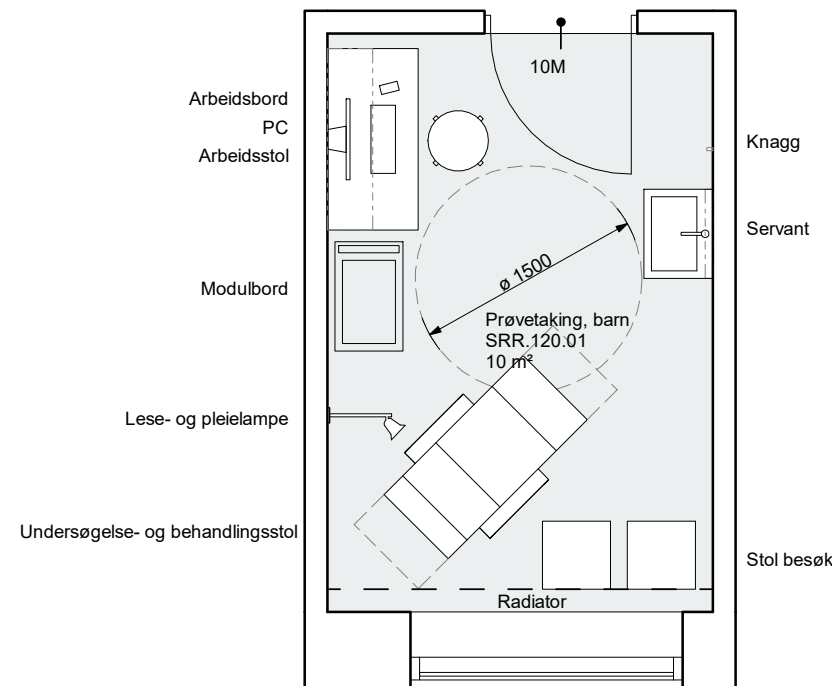 10M
Arbeidsbord
PC
Arbeidsstol
Knagg
Servant
Modulbord
ø 1500
Prøvetaking, barn
SRR.120.01
10 m²
Lese- og pleielampe
Undersøgelse- og behandlingsstol
Stol besøk
Radiator